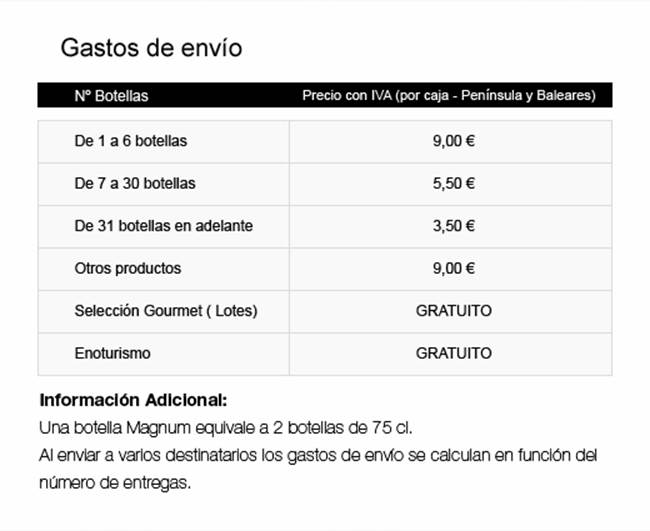 Gastos de envío
Nº Botellas Precio con IVA (por caja - Península y Baleares)
De 1 a 6 botellas 9,00 €
De 7 a 30 botellas 5,50 €
De 31 botellas en adelante 3,50 €
Otros productos 9,00 €
Selección Gourmet ( Lotes) GRATUITO
Enoturismo GRATUITO
Información Adicional:
Una botella Magnum equivale a 2 botellas de 75 cl.
Al enviar a varios destinatarios los gastos de envío se calculan en función del
número de entregas.